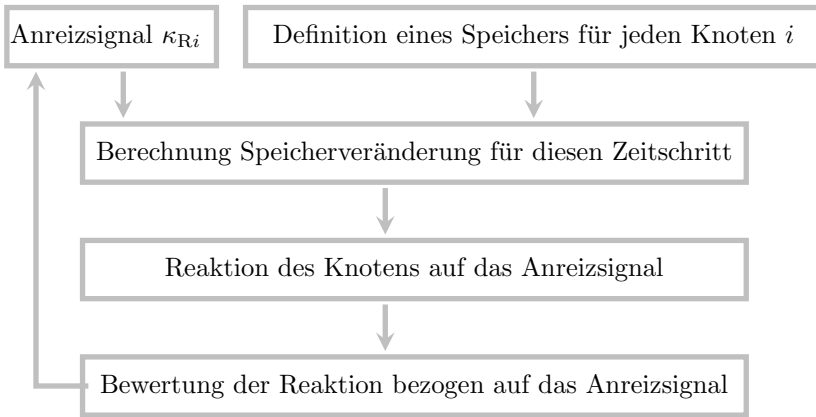 Anreizsignal κRi
Definition eines Speichers für jeden Knoten i
Berechnung Speicherveränderung für diesen Zeitschritt
Reaktion des Knotens auf das Anreizsignal
Bewertung der Reaktion bezogen auf das Anreizsignal